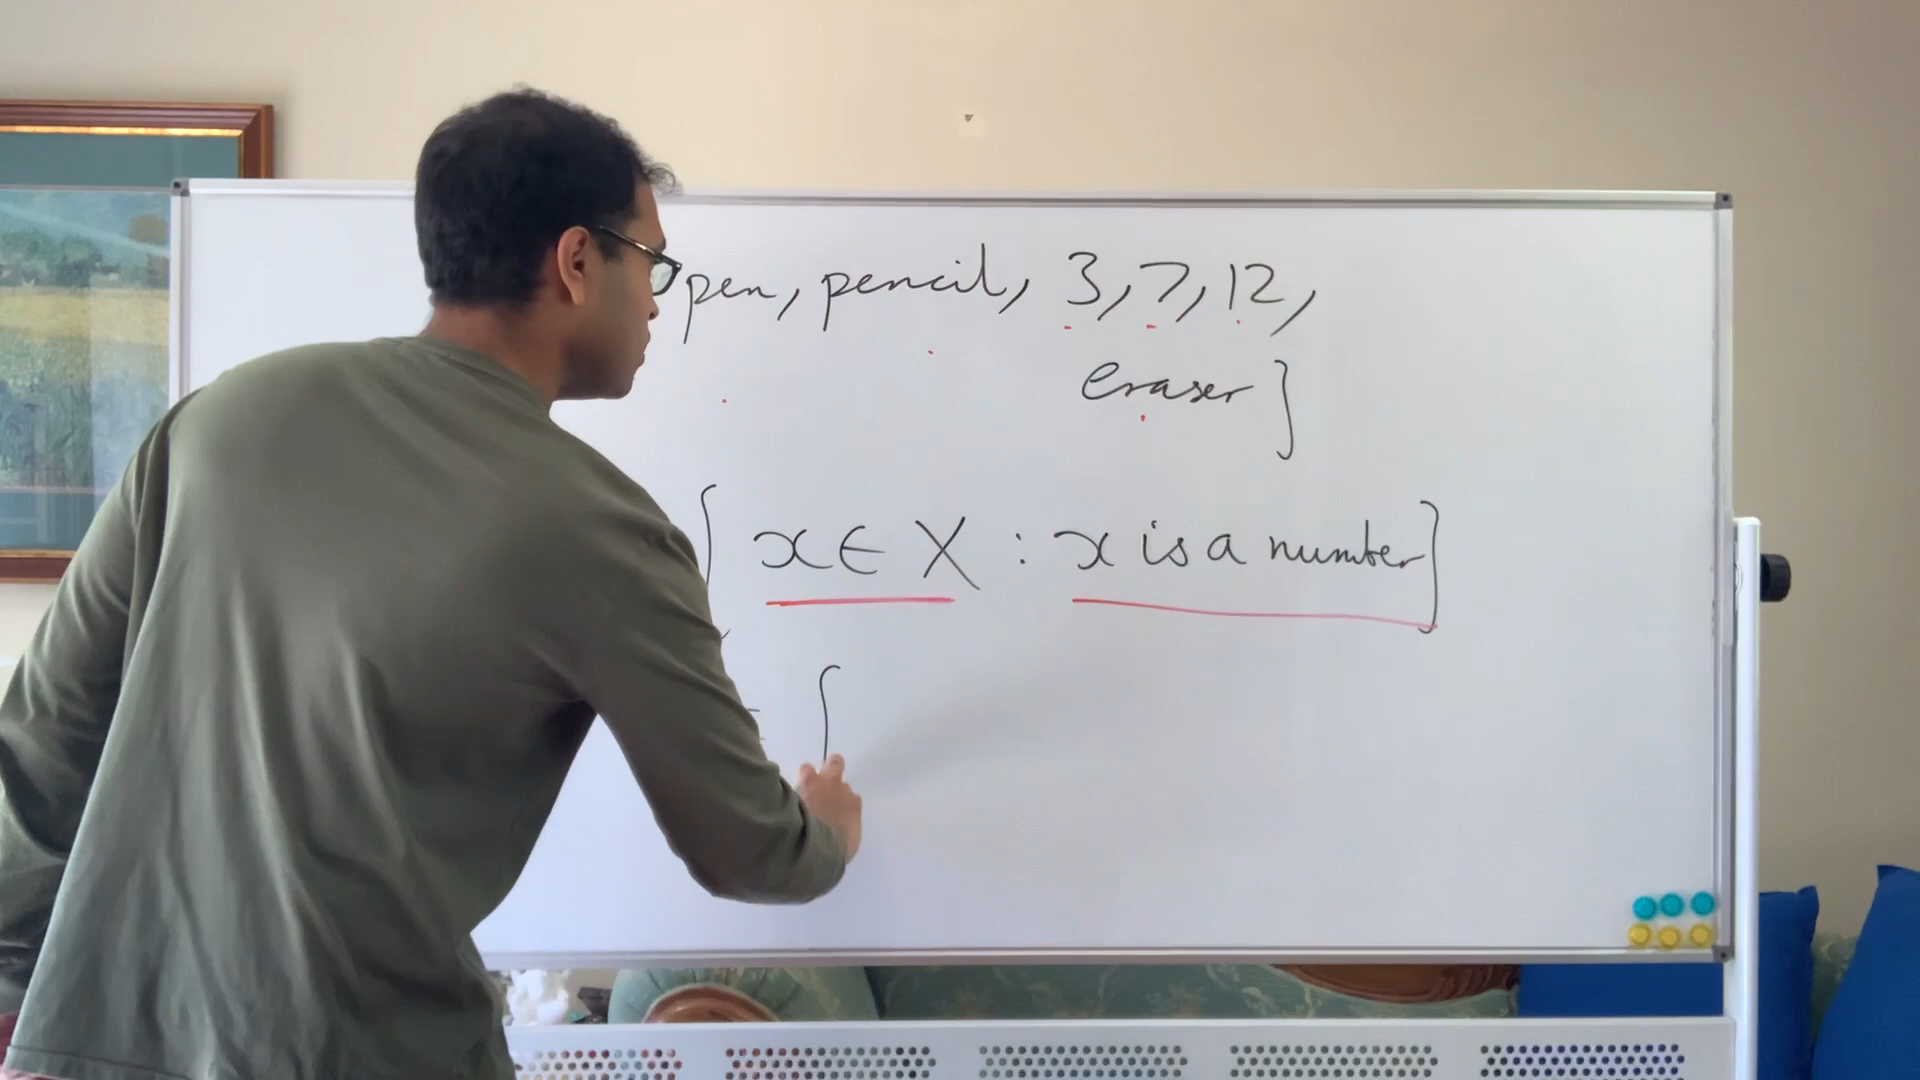 pen, pencil, 3, 7, 12,
eraser }
{ x ∈ X : x is a number }
= {